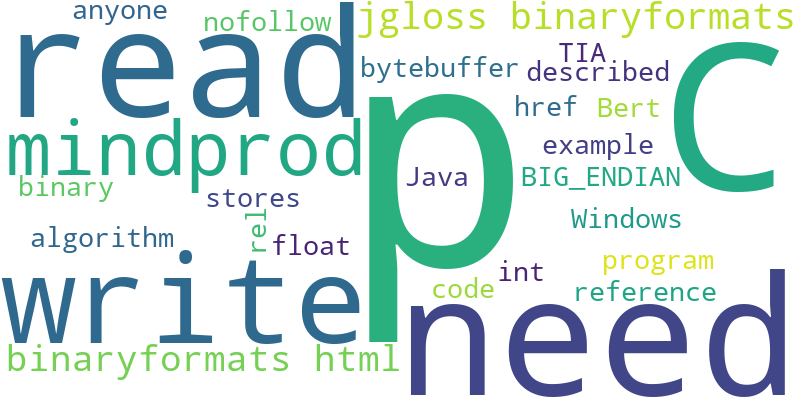 anyone
nofollow
jgloss binaryformats
read
p
C
TIA
bytebuffer
described
href
Bert
mindprod
example
Java
BIG_ENDIAN
binary
stores
Windows
algorithm
rel
float
program
int
write
code
reference
need
binaryformats html